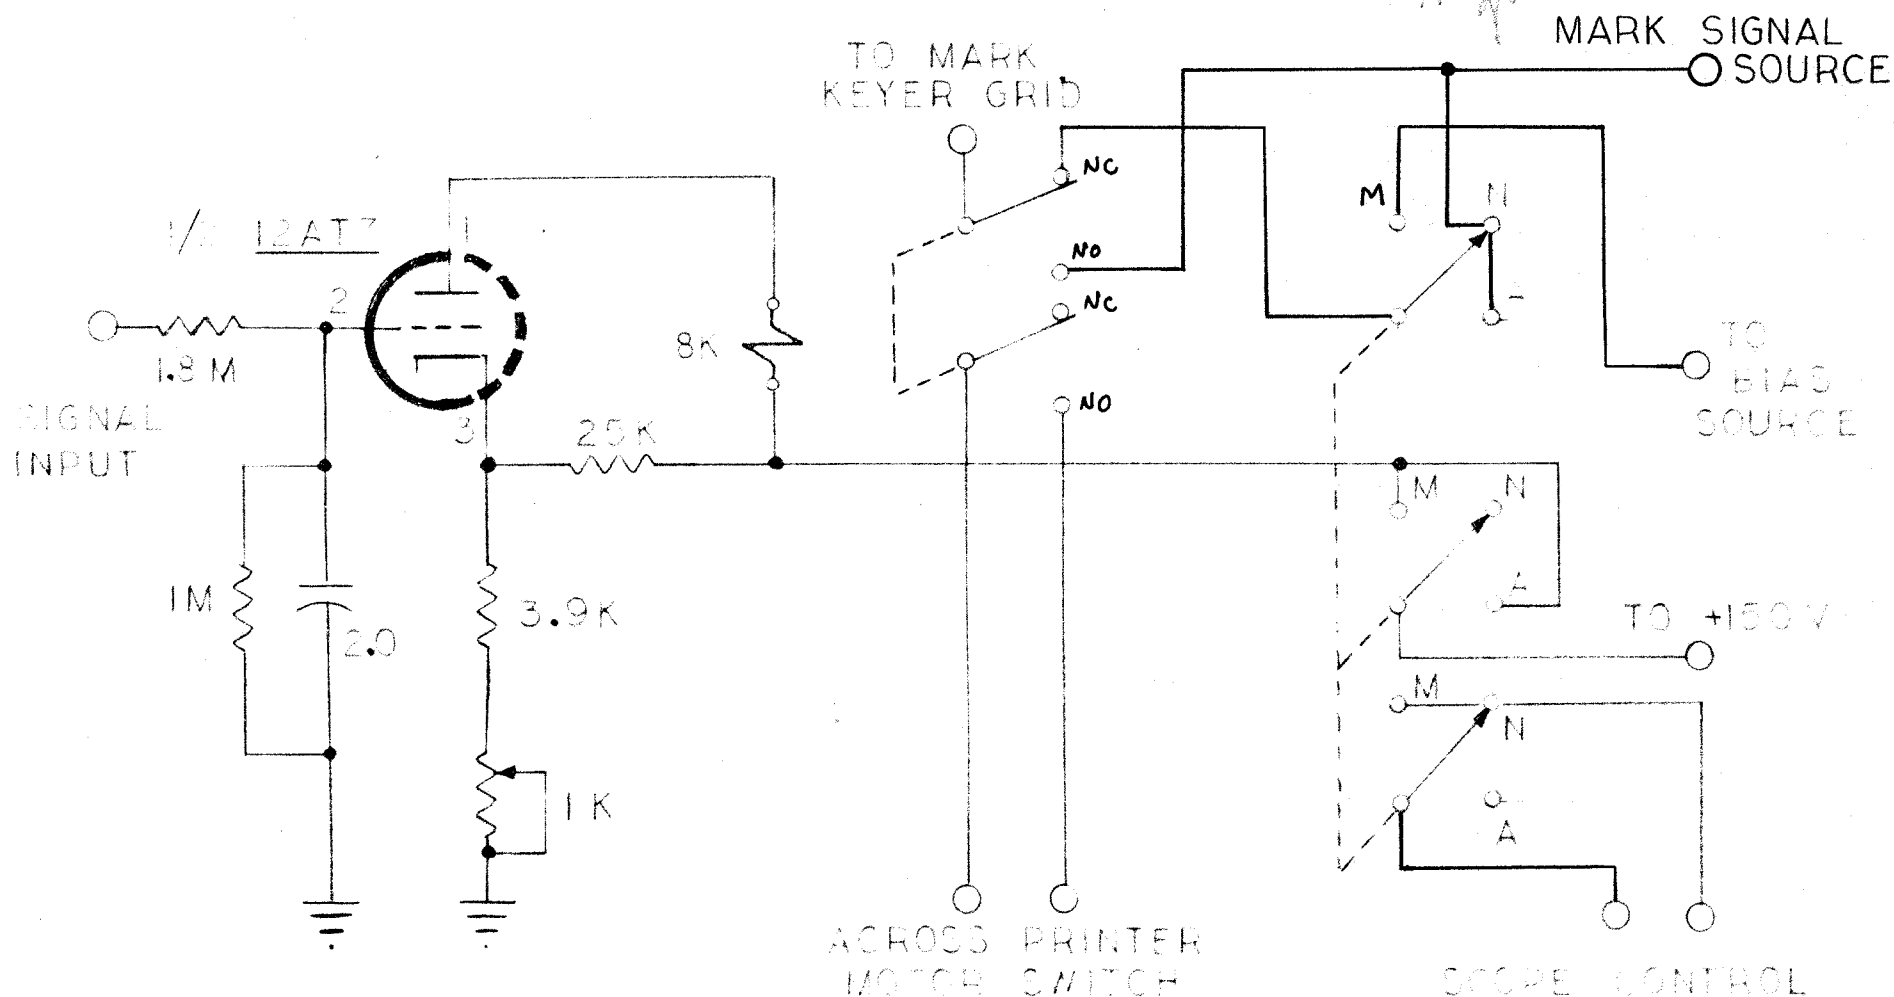 MARK SIGNAL
SOURCE
TO MARK
KEYER GRID
NC
M
N
1/2 12AT7
1
NO
2
NC
8K
TO
BIAS
SOURCE
1.8 M
NO
SIGNAL
INPUT
3
25K
M
N
1M
3.9K
A
TO +150 V
2.0
M
N
1 K
A
ACROSS PRINTER
MOTOR SWITCH
SCOPE CONTROL